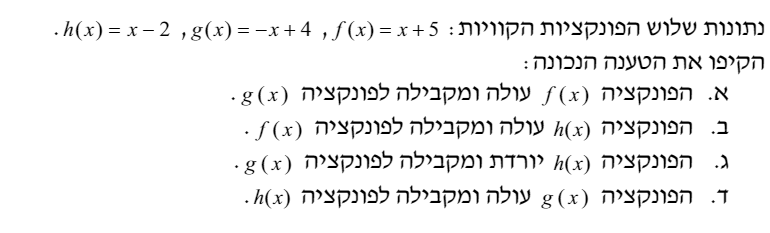 נתונות שלוש הפונקציות הקוויות: f(x) = x + 5 , g(x) = −x + 4 , h(x) = x − 2 .
הקיפו את הטענה הנכונה:
א. הפונקציה f(x) עולה ומקבילה לפונקציה g(x) .
ב. הפונקציה h(x) עולה ומקבילה לפונקציה f(x) .
ג. הפונקציה h(x) יורדת ומקבילה לפונקציה g(x) .
ד. הפונקציה g(x) עולה ומקבילה לפונקציה h(x) .